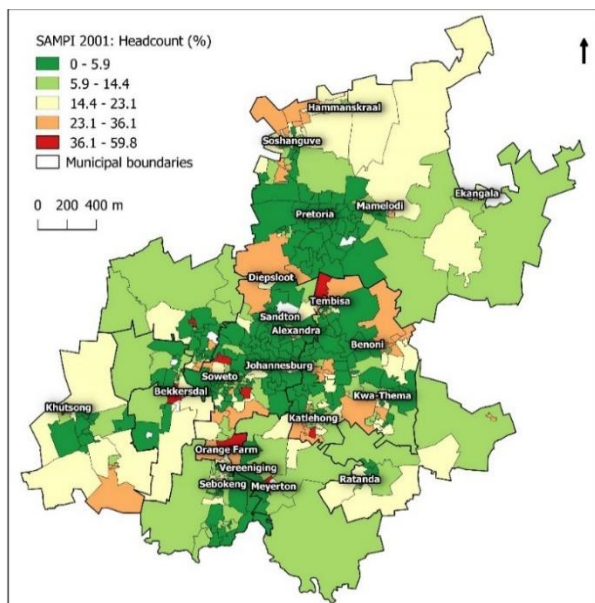 SAMPI 2001: Headcount (%)
0 - 5.9
5.9 - 14.4
14.4 - 23.1
23.1 - 36.1
36.1 - 59.8
Municipal boundaries
0 200 400 m
Hammanskraal
Soshanguve
Ekangala
Mamelodi
Pretoria
Diepsloot
Tembisa
Sandton
Alexandra
Benoni
Johannesburg
Soweto
Bekkersdal
Kwa-Thema
Khutsong
Katlehong
Orange Farm
Vereeniging
Ratanda
Sebokeng
Meyerton